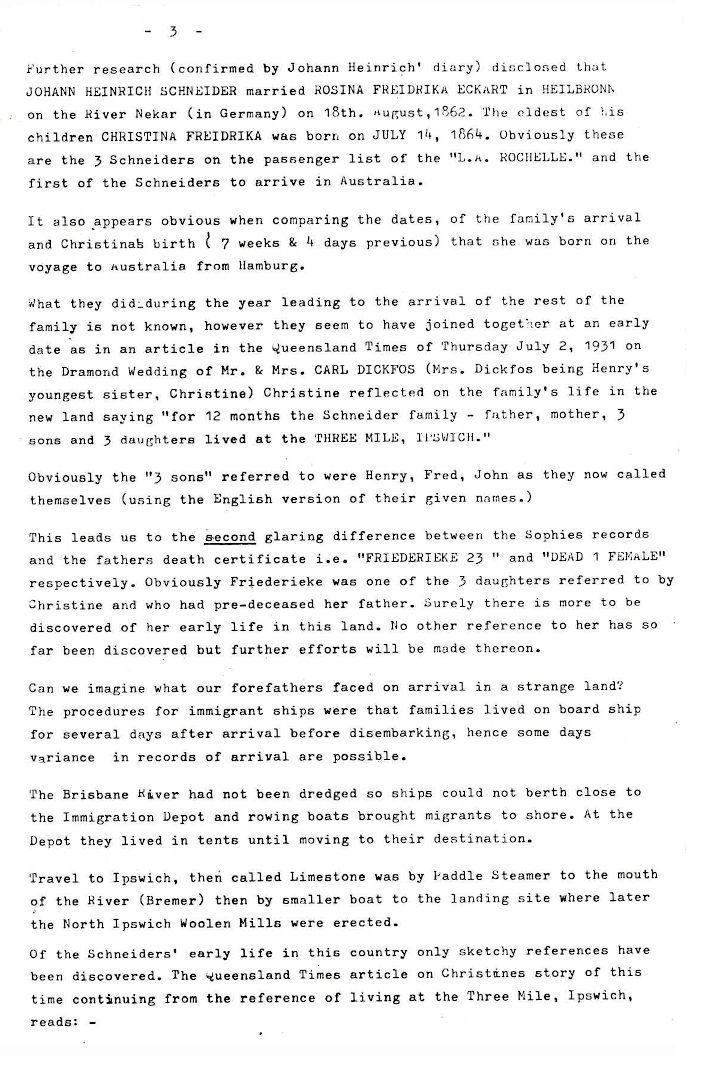 - 3 -
Further research (confirmed by Johann Heinrich' diary) disclosed that
JOHANN HEINRICH SCHNEIDER married ROSINA FREIDRIKA ECKART in HEILBRONN
on the River Nekar (in Germany) on 18th. August,1862. The eldest of his
children CHRISTINA FREIDRIKA was born on JULY 14, 1864. Obviously these
are the 3 Schneiders on the passenger list of the "L.A. ROCHELLE." and the
first of the Schneiders to arrive in Australia.
It also appears obvious when comparing the dates, of the family's arrival
and Christinas birth ( 7 weeks & 4 days previous) that she was born on the
voyage to Australia from Hamburg.
What they did during the year leading to the arrival of the rest of the
family is not known, however they seem to have joined together at an early
date as in an article in the Queensland Times of Thursday July 2, 1931 on
the Dramond Wedding of Mr. & Mrs. CARL DICKFOS (Mrs. Dickfos being Henry's
youngest sister, Christine) Christine reflected on the family's life in the
new land saying "for 12 months the Schneider family - father, mother, 3
sons and 3 daughters lived at the THREE MILE, IPSWICH."
Obviously the "3 sons" referred to were Henry, Fred, John as they now called
themselves (using the English version of their given names.)
This leads us to the second glaring difference between the Sophies records
and the fathers death certificate i.e. "FRIEDERIEKE 23 " and "DEAD 1 FEMALE"
respectively. Obviously Friederieke was one of the 3 daughters referred to by
Christine and who had pre-deceased her father. Surely there is more to be
discovered of her early life in this land. No other reference to her has so
far been discovered but further efforts will be made thereon.
Can we imagine what our forefathers faced on arrival in a strange land?
The procedures for immigrant ships were that families lived on board ship
for several days after arrival before disembarking, hence some days
variance in records of arrival are possible.
The Brisbane River had not been dredged so ships could not berth close to
the Immigration Depot and rowing boats brought migrants to shore. At the
Depot they lived in tents until moving to their destination.
Travel to Ipswich, then called Limestone was by Paddle Steamer to the mouth
of the River (Bremer) then by smaller boat to the landing site where later
the North Ipswich Woolen Mills were erected.
Of the Schneiders' early life in this country only sketchy references have
been discovered. The Queensland Times article on Christines story of this
time continuing from the reference of living at the Three Mile, Ipswich,
reads: -